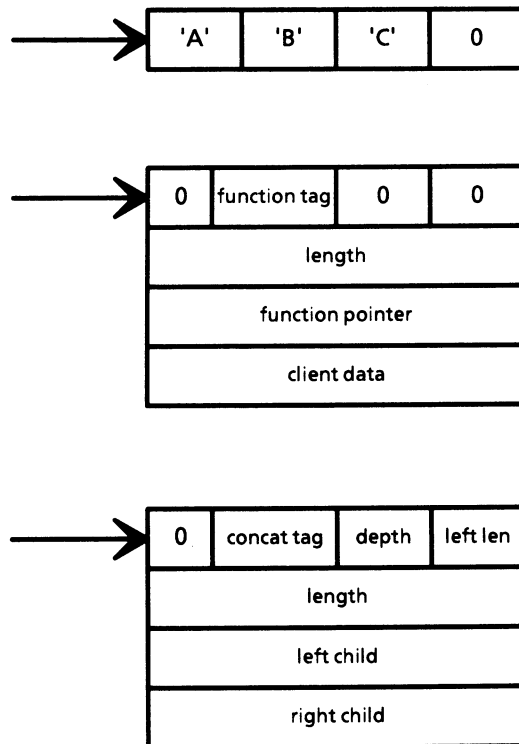 'A' 'B' 'C' 0
0 function tag 0 0
length
function pointer
client data
0 concat tag depth left len
length
left child
right child